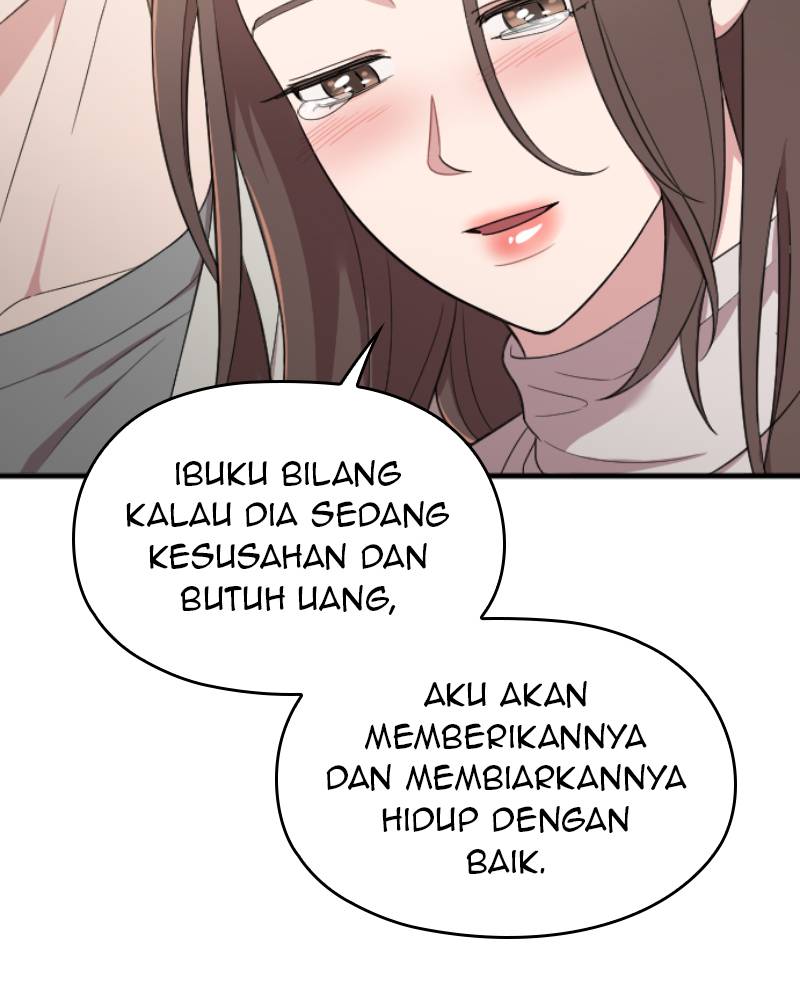 IBUKU BILANG
KALAU DIA SEDANG
KESUSAHAN DAN
BUTUH UANG,
AKU AKAN
MEMBERIKANNYA
DAN MEMBIARKANNYA
HIDUP DENGAN
BAIK.